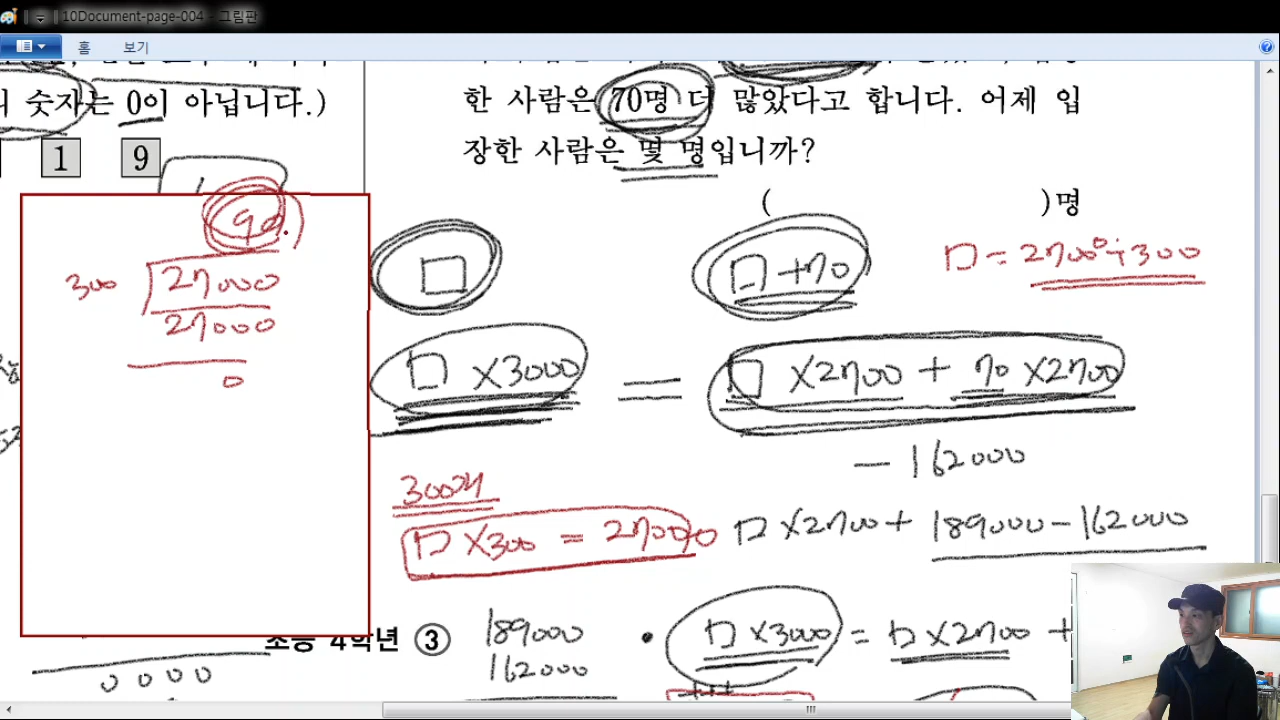 10Document-page-004 - 그림판
홈 보기
숫자는 0이 아닙니다.)
1 9
한 사람은 70명 더 많았다고 합니다. 어제 입
장한 사람은 몇 명입니까?
( )명
90
300 27000
27000
0
□
□+70
□=27000÷300
□×3000 = □×2700 + 70×2700
-162000
300개
□×300 = 27000
□×2700+ 189000-162000
초등 4학년 ③
189000
162000
• □×3000 = □×2700 +
0000